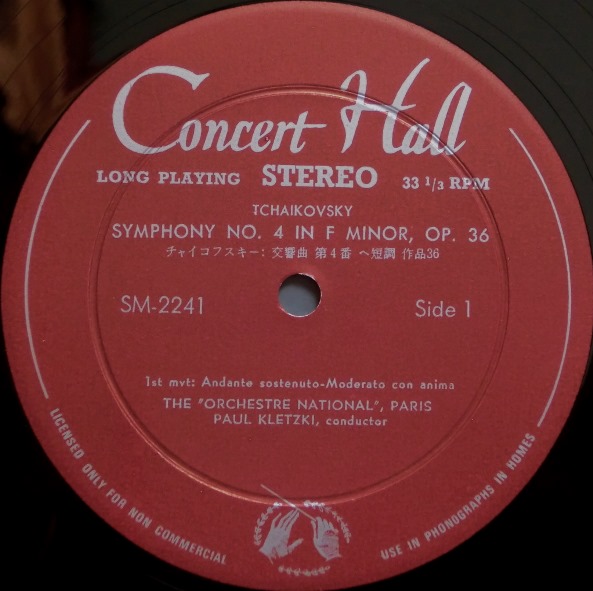 Concert Hall
LONG PLAYING STEREO 33 1/3 RPM
TCHAIKOVSKY
SYMPHONY NO. 4 IN F MINOR, OP. 36
チャイコフスキー: 交響曲 第4番 ヘ短調 作品36
SM-2241 Side 1
1st mvt: Andante sostenuto-Moderato con anima
THE "ORCHESTRE NATIONAL", PARIS
PAUL KLETZKI, conductor
LICENSED ONLY FOR NON COMMERCIAL USE IN PHONOGRAPHS IN HOMES